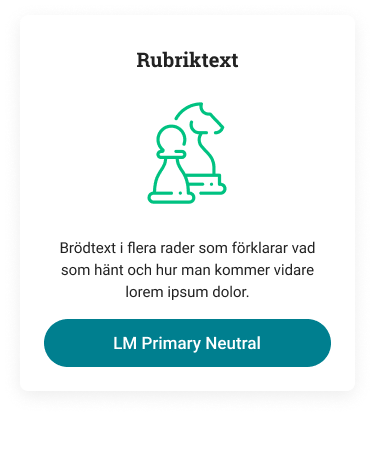 Rubriktext
Brödtext i flera rader som förklarar vad
som hänt och hur man kommer vidare
lorem ipsum dolor.
LM Primary Neutral